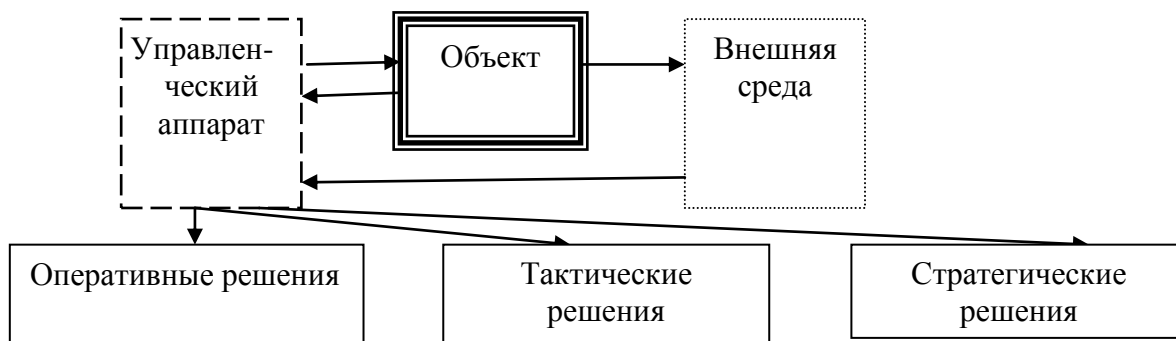 Управлен-
ческий
аппарат
Объект
Внешняя
среда
Оперативные решения
Тактические
решения
Стратегические
решения